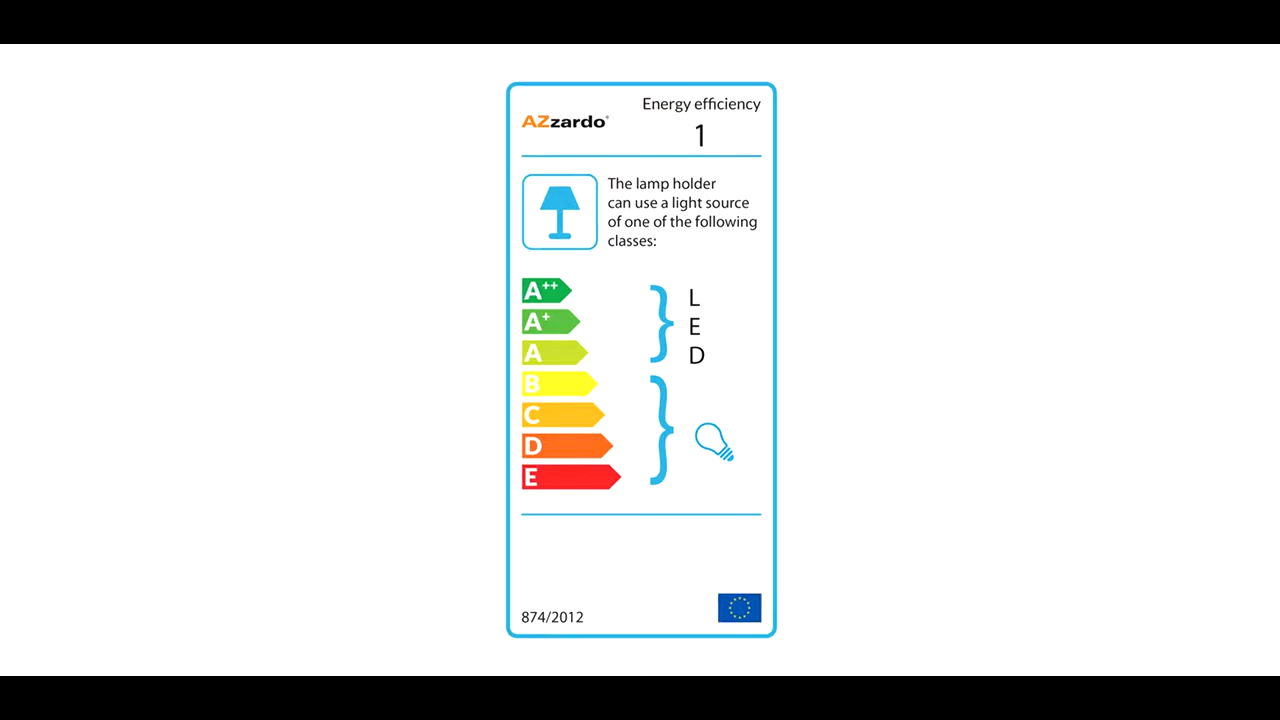 AZzardo®
Energy efficiency
1
The lamp holder
can use a light source
of one of the following
classes:
A++
A+
A
B
C
D
E
L
E
D
874/2012